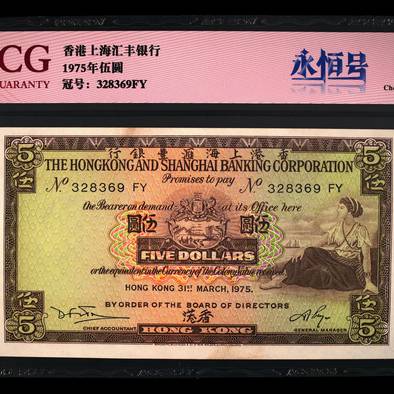 CG
UARANTY
香港上海汇丰银行
1975年伍圓
冠号: 328369FY
永恒号
Ch
5
5
行銀豐滙海上港香
THE HONGKONG AND SHANGHAI BANKING CORPORATION
伍
伍
Promises to pay
Nº 328369 FY
Nº 328369 FY
the Bearer on demand
at its Office here
圓
伍
圓
伍
FIVE DOLLARS
or the equivalent in the Currency of the Colony value received
HONG KONG 31ST MARCH, 1975.
BY ORDER OF THE BOARD OF DIRECTORS
伍
伍
港香
5
5
CHIEF ACCOUNTANT
HONG KONG
GENERAL MANAGER